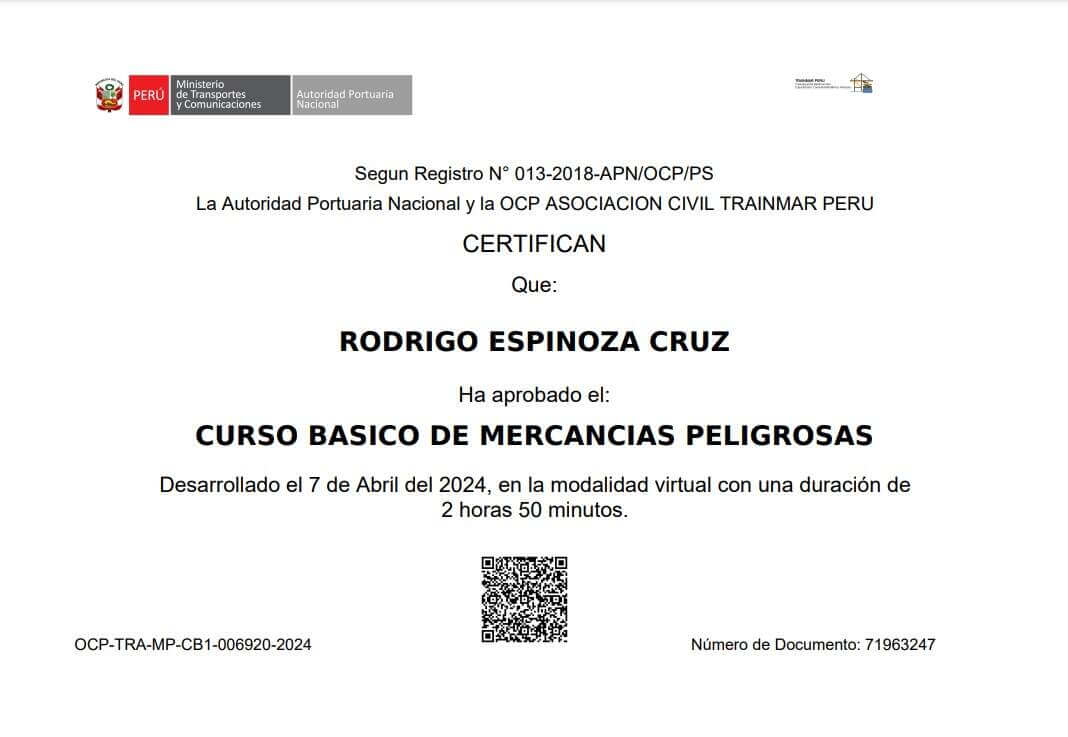 PERÚ
Ministerio
de Transportes
y Comunicaciones
Autoridad Portuaria
Nacional
TRAINMAR PERU
Segun Registro N° 013-2018-APN/OCP/PS
La Autoridad Portuaria Nacional y la OCP ASOCIACION CIVIL TRAINMAR PERU
CERTIFICAN
Que:
RODRIGO ESPINOZA CRUZ
Ha aprobado el:
CURSO BASICO DE MERCANCIAS PELIGROSAS
Desarrollado el 7 de Abril del 2024, en la modalidad virtual con una duración de
2 horas 50 minutos.
OCP-TRA-MP-CB1-006920-2024
Número de Documento: 71963247